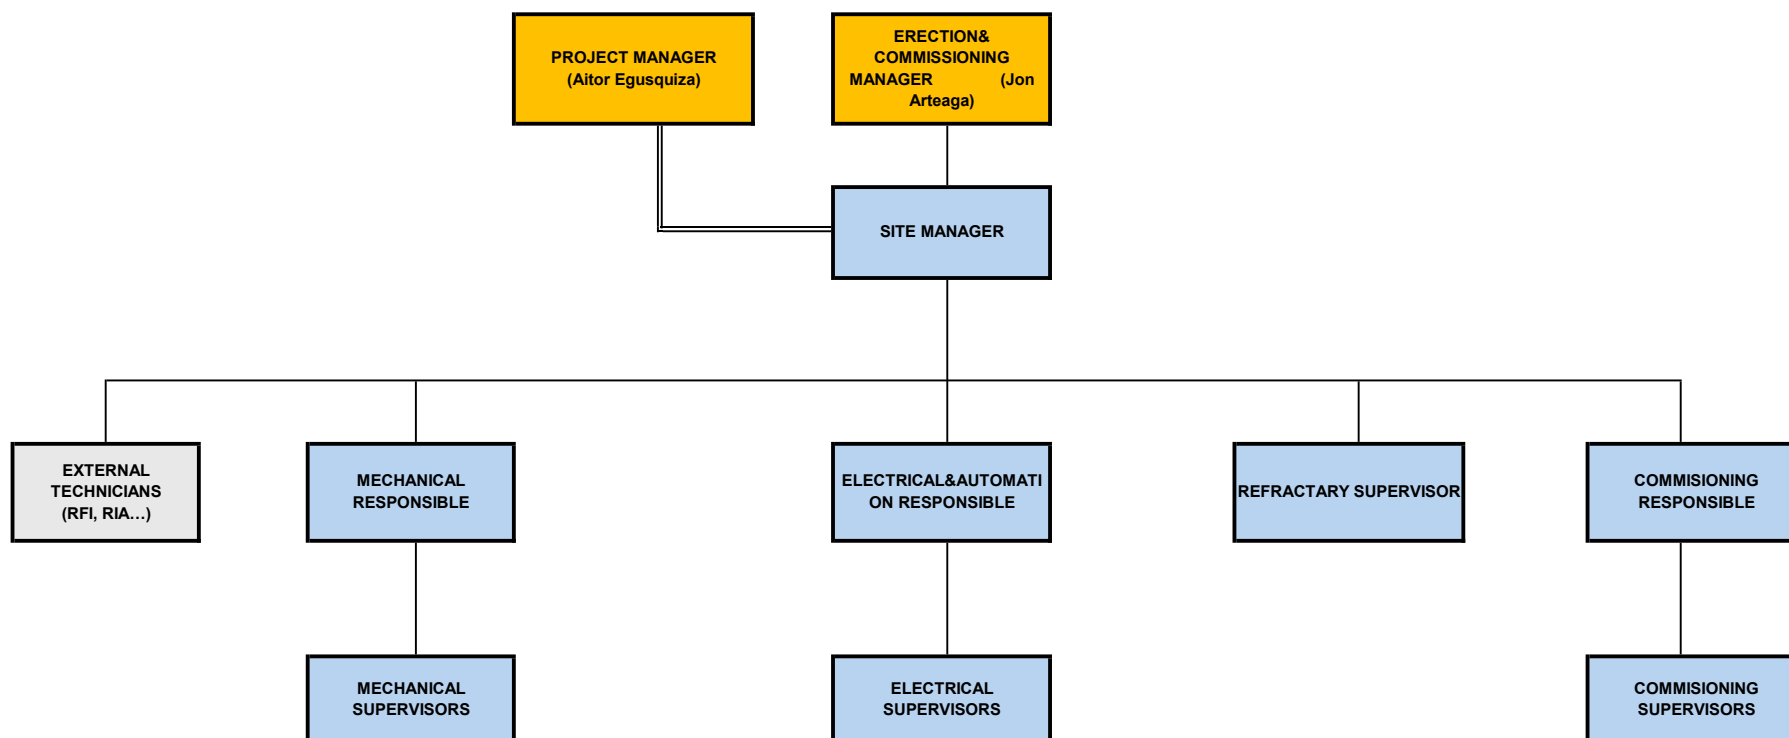 PROJECT MANAGER
(Aitor Egusquiza)
ERECTION&
COMMISSIONING
MANAGER (Jon
Arteaga)
SITE MANAGER
EXTERNAL
TECHNICIANS
(RFI, RIA…)
MECHANICAL
RESPONSIBLE
ELECTRICAL&AUTOMATI
ON RESPONSIBLE
REFRACTARY SUPERVISOR
COMMISIONING
RESPONSIBLE
MECHANICAL
SUPERVISORS
ELECTRICAL
SUPERVISORS
COMMISIONING
SUPERVISORS